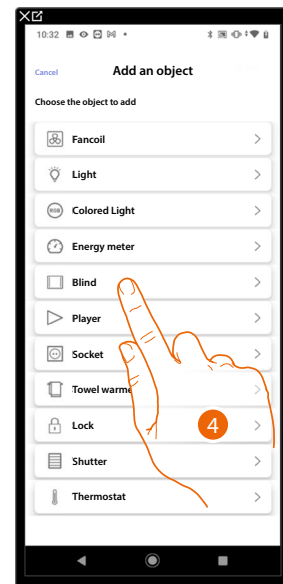 10:32
Cancel
Add an object
Choose the object to add
Fancoil
Light
RGB
Colored Light
Energy meter
Blind
Player
Socket
Towel warme
Lock
4
Shutter
Thermostat